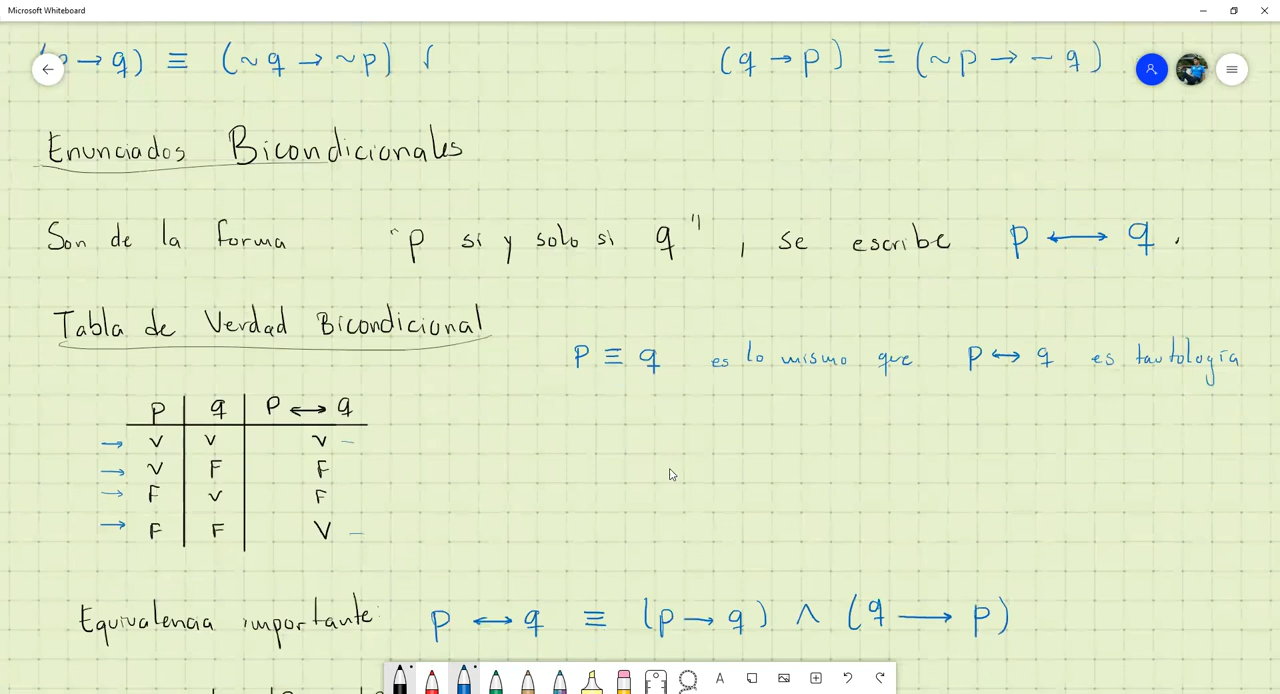 Microsoft Whiteboard
→ q) ≡ (~q → ~p) (q → p) ≡ (~p → ~q)
Enunciados Bicondicionales
Son de la forma "p si y solo si q", se escribe p ↔ q.
Tabla de Verdad Bicondicional
p ≡ q es lo mismo que p ↔ q es tautología
p q p ↔ q
→ V V V –
→ V F F
→ F V F
→ F F V –
Equivalencia importante: p ↔ q ≡ (p → q) ∧ (q → p)